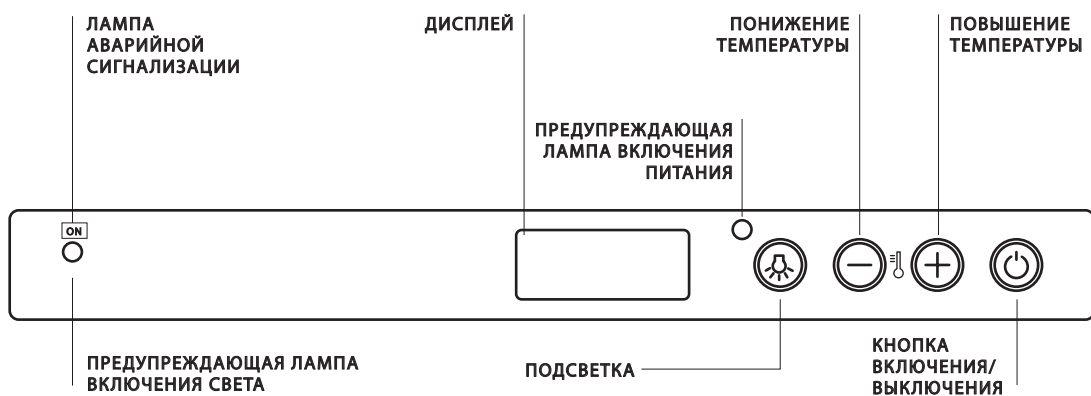 ЛАМПА
АВАРИЙНОЙ
СИГНАЛИЗАЦИИ
ДИСПЛЕЙ
ПОНИЖЕНИЕ
ТЕМПЕРАТУРЫ
ПОВЫШЕНИЕ
ТЕМПЕРАТУРЫ
ПРЕДУПРЕЖДАЮЩАЯ
ЛАМПА ВКЛЮЧЕНИЯ
ПИТАНИЯ
ON
ПРЕДУПРЕЖДАЮЩАЯ ЛАМПА
ВКЛЮЧЕНИЯ СВЕТА
ПОДСВЕТКА
КНОПКА
ВКЛЮЧЕНИЯ/
ВЫКЛЮЧЕНИЯ